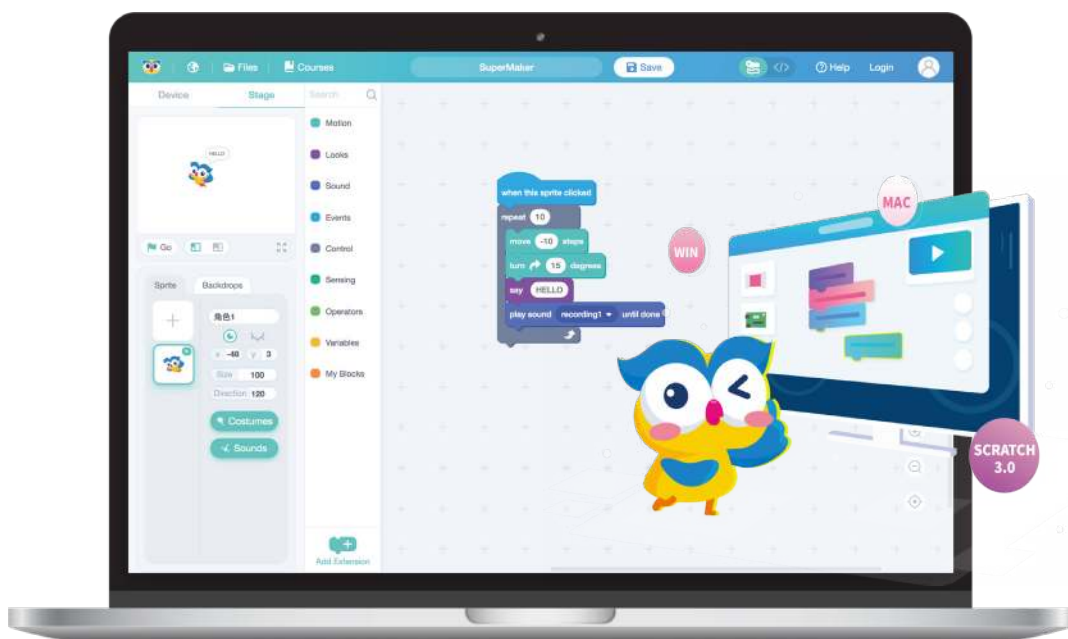 Files
Courses
SuperMaker
Save
</>
Help
Login
Device
Stage
Search
HELLO
Motion
Looks
Sound
Events
Control
Sensing
Operators
Variables
My Blocks
Add Extension
Go
Sprite
Backdrops
角色1
x -46 y 3
Size 100
Direction 120
Costumes
Sounds
when this sprite clicked
repeat 10
move -10 steps
turn 15 degrees
say HELLO
play sound recording1 until done
WIN
MAC
SCRATCH
3.0